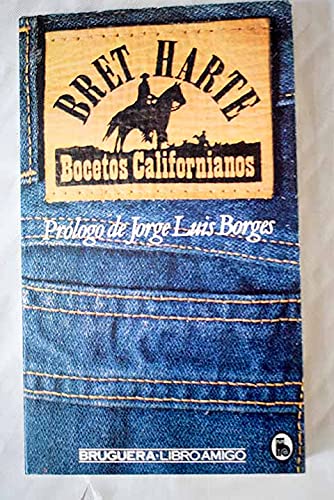 BRET HARTE
Bocetos Californianos
Prólogo de Jorge Luis Borges
BRUGUERA·LIBRO AMIGO